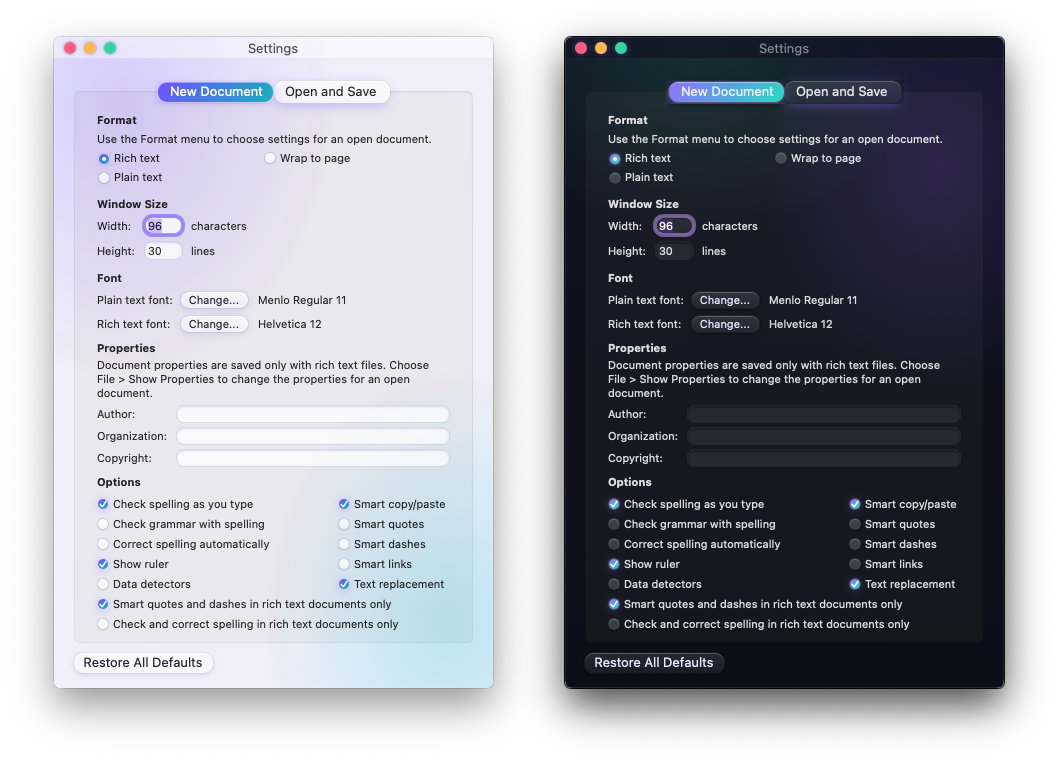 Settings
New Document Open and Save
Format
Use the Format menu to choose settings for an open document.
Rich text Wrap to page
Plain text
Window Size
Width: 96 characters
Height: 30 lines
Font
Plain text font: Change... Menlo Regular 11
Rich text font: Change... Helvetica 12
Properties
Document properties are saved only with rich text files. Choose
File > Show Properties to change the properties for an open
document.
Author:
Organization:
Copyright:
Options
Check spelling as you type Smart copy/paste
Check grammar with spelling Smart quotes
Correct spelling automatically Smart dashes
Show ruler Smart links
Data detectors Text replacement
Smart quotes and dashes in rich text documents only
Check and correct spelling in rich text documents only
Restore All Defaults
Settings
New Document Open and Save
Format
Use the Format menu to choose settings for an open document.
Rich text Wrap to page
Plain text
Window Size
Width: 96 characters
Height: 30 lines
Font
Plain text font: Change... Menlo Regular 11
Rich text font: Change... Helvetica 12
Properties
Document properties are saved only with rich text files. Choose
File > Show Properties to change the properties for an open
document.
Author:
Organization:
Copyright:
Options
Check spelling as you type Smart copy/paste
Check grammar with spelling Smart quotes
Correct spelling automatically Smart dashes
Show ruler Smart links
Data detectors Text replacement
Smart quotes and dashes in rich text documents only
Check and correct spelling in rich text documents only
Restore All Defaults